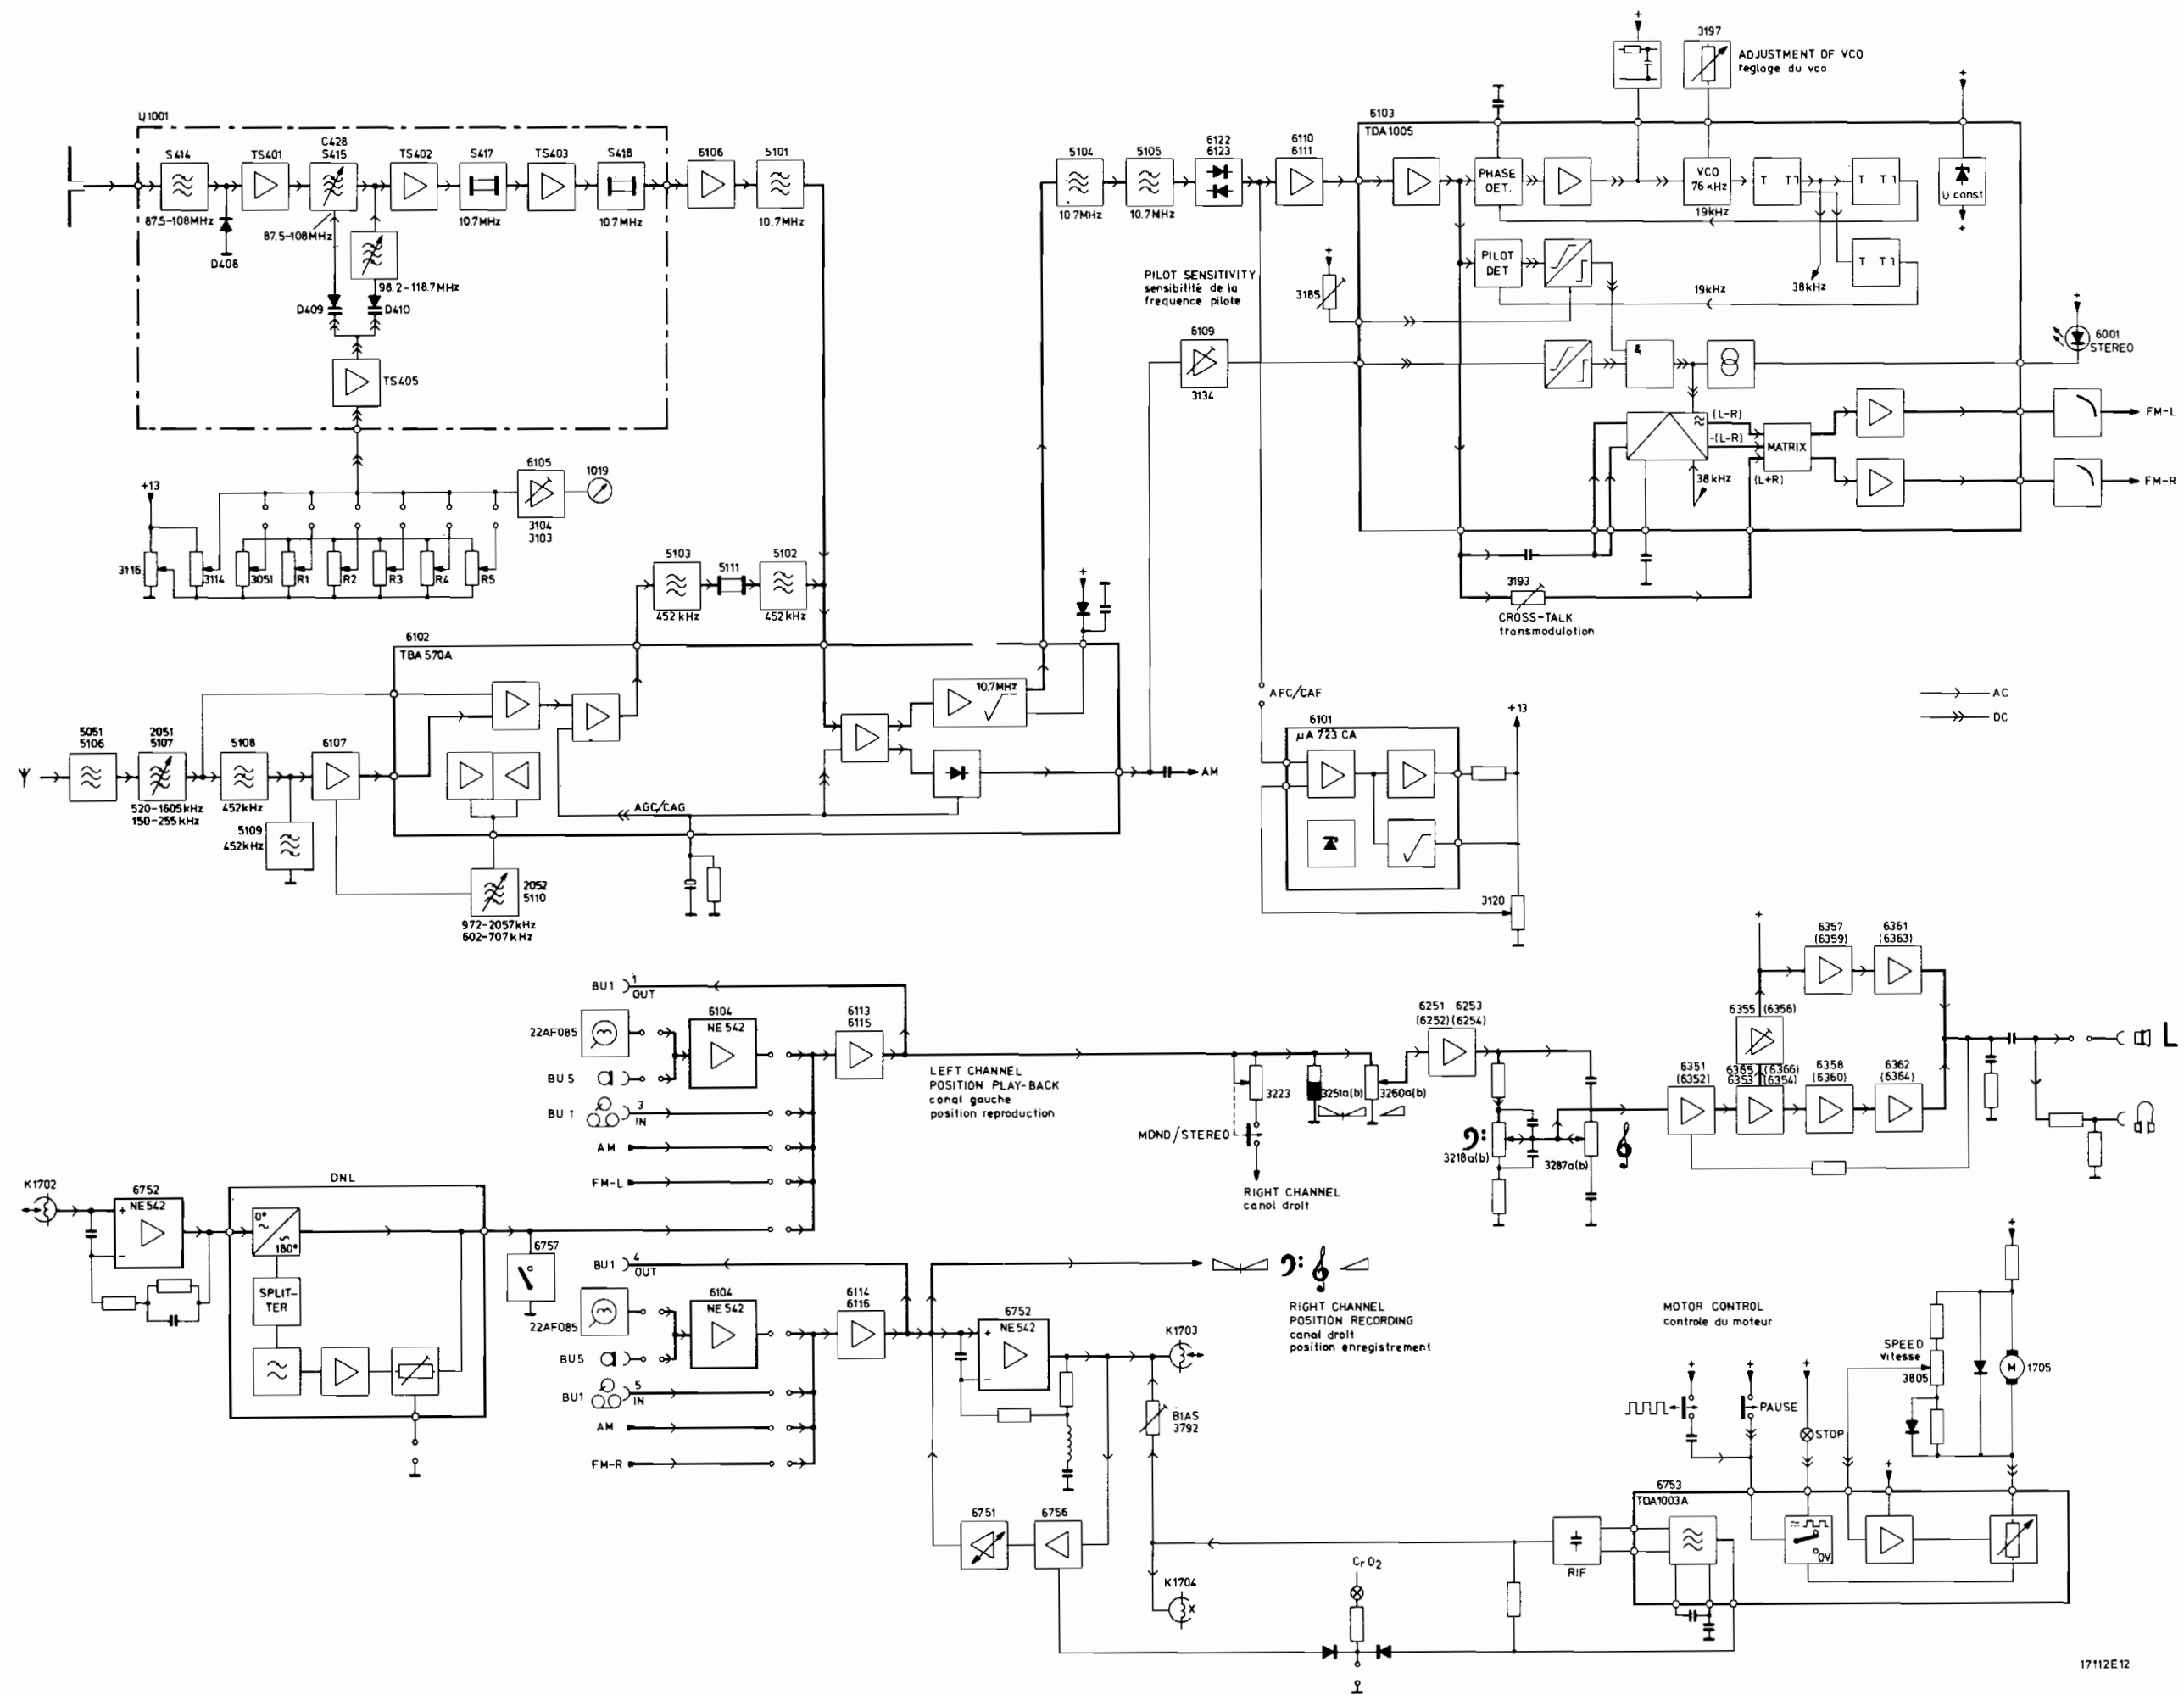 3197
ADJUSTMENT OF VCO
reglage du vco
U1001
S414
TS401
C428
S415
TS402
S417
TS403
S418
6106
5101
87.5-108MHz
87.5-108MHz
10.7MHz
10.7MHz
10.7MHz
D408
98.2-118.7MHz
D409
D410
TS405
5104
5105
6122
6123
6110
6111
10.7MHz
10.7MHz
6103
TDA1005
PHASE
DET.
VCO
76kHz
T T1
T T1
U const
19kHz
PILOT
DET
T T1
19kHz
38kHz
PILOT SENSITIVITY
sensibilité de la
frequence pilote
3185
6109
3134
&
6001
STEREO
(L-R)
-(L-R)
MATRIX
(L+R)
38kHz
FM-L
FM-R
3193
CROSS-TALK
transmodulation
+13
6105
1019
3104
3103
3116
3114
3051
R1
R2
R3
R4
R5
5103
5111
5102
452kHz
452kHz
6102
TBA 570A
10.7MHz
5051
5106
2051
5107
5108
6107
520-1605kHz
150-255kHz
452kHz
5109
452kHz
AGC/CAG
AM
2052
5110
972-2057kHz
602-707kHz
AFC/CAF
6101
µA 723 CA
+13
3120
AC
DC
BU1
1
OUT
22AF085
6104
NE542
6113
6115
BU5
BU1
3
IN
AM
FM-L
LEFT CHANNEL
POSITION PLAY-BACK
canal gauche
position reproduction
3223
3251a(b)
3260a(b)
MONO/STEREO
RIGHT CHANNEL
canal droit
6251 6253
(6252)(6254)
3218a(b)
3287a(b)
6357
(6359)
6361
(6363)
6355 (6356)
6351
(6352)
6365 (6366)
6353 (6354)
6358
(6360)
6362
(6364)
L
K1702
6752
NE542
+
-
DNL
0°
180°
SPLIT-
TER
6757
BU1
4
OUT
22AF085
6104
NE542
6114
6116
BU5
BU1
5
IN
AM
FM-R
RIGHT CHANNEL
POSITION RECORDING
canal droit
position enregistrement
6752
NE542
+
-
K1703
BIAS
3792
6751
6756
K1704
CrO2
RIF
MOTOR CONTROL
controle du moteur
SPEED
vitesse
3805
M
1705
PAUSE
STOP
6753
TDA1003A
0V
17112E12